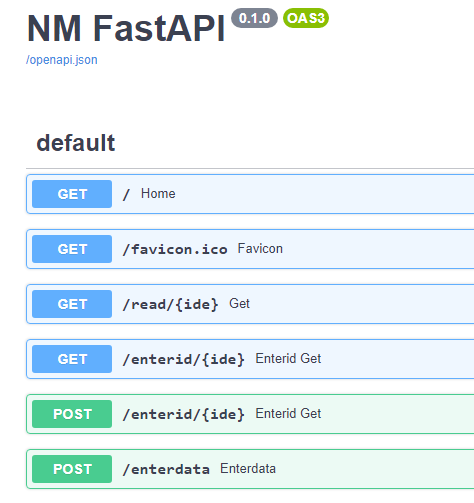 NM FastAPI 0.1.0 OAS3
/openapi.json
default
GET / Home
GET /favicon.ico Favicon
GET /read/{ide} Get
GET /enterid/{ide} Enterid Get
POST /enterid/{ide} Enterid Get
POST /enterdata Enterdata